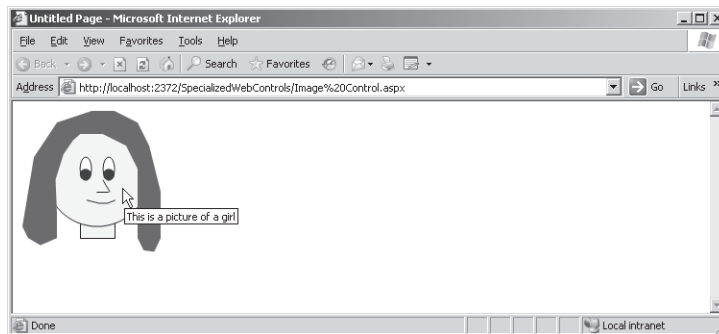 Untitled Page - Microsoft Internet Explorer
File Edit View Favorites Tools Help
Back Search Favorites
Address http://localhost:2372/SpecializedWebControls/Image%20Control.aspx Go Links »
This is a picture of a girl
Done Local intranet